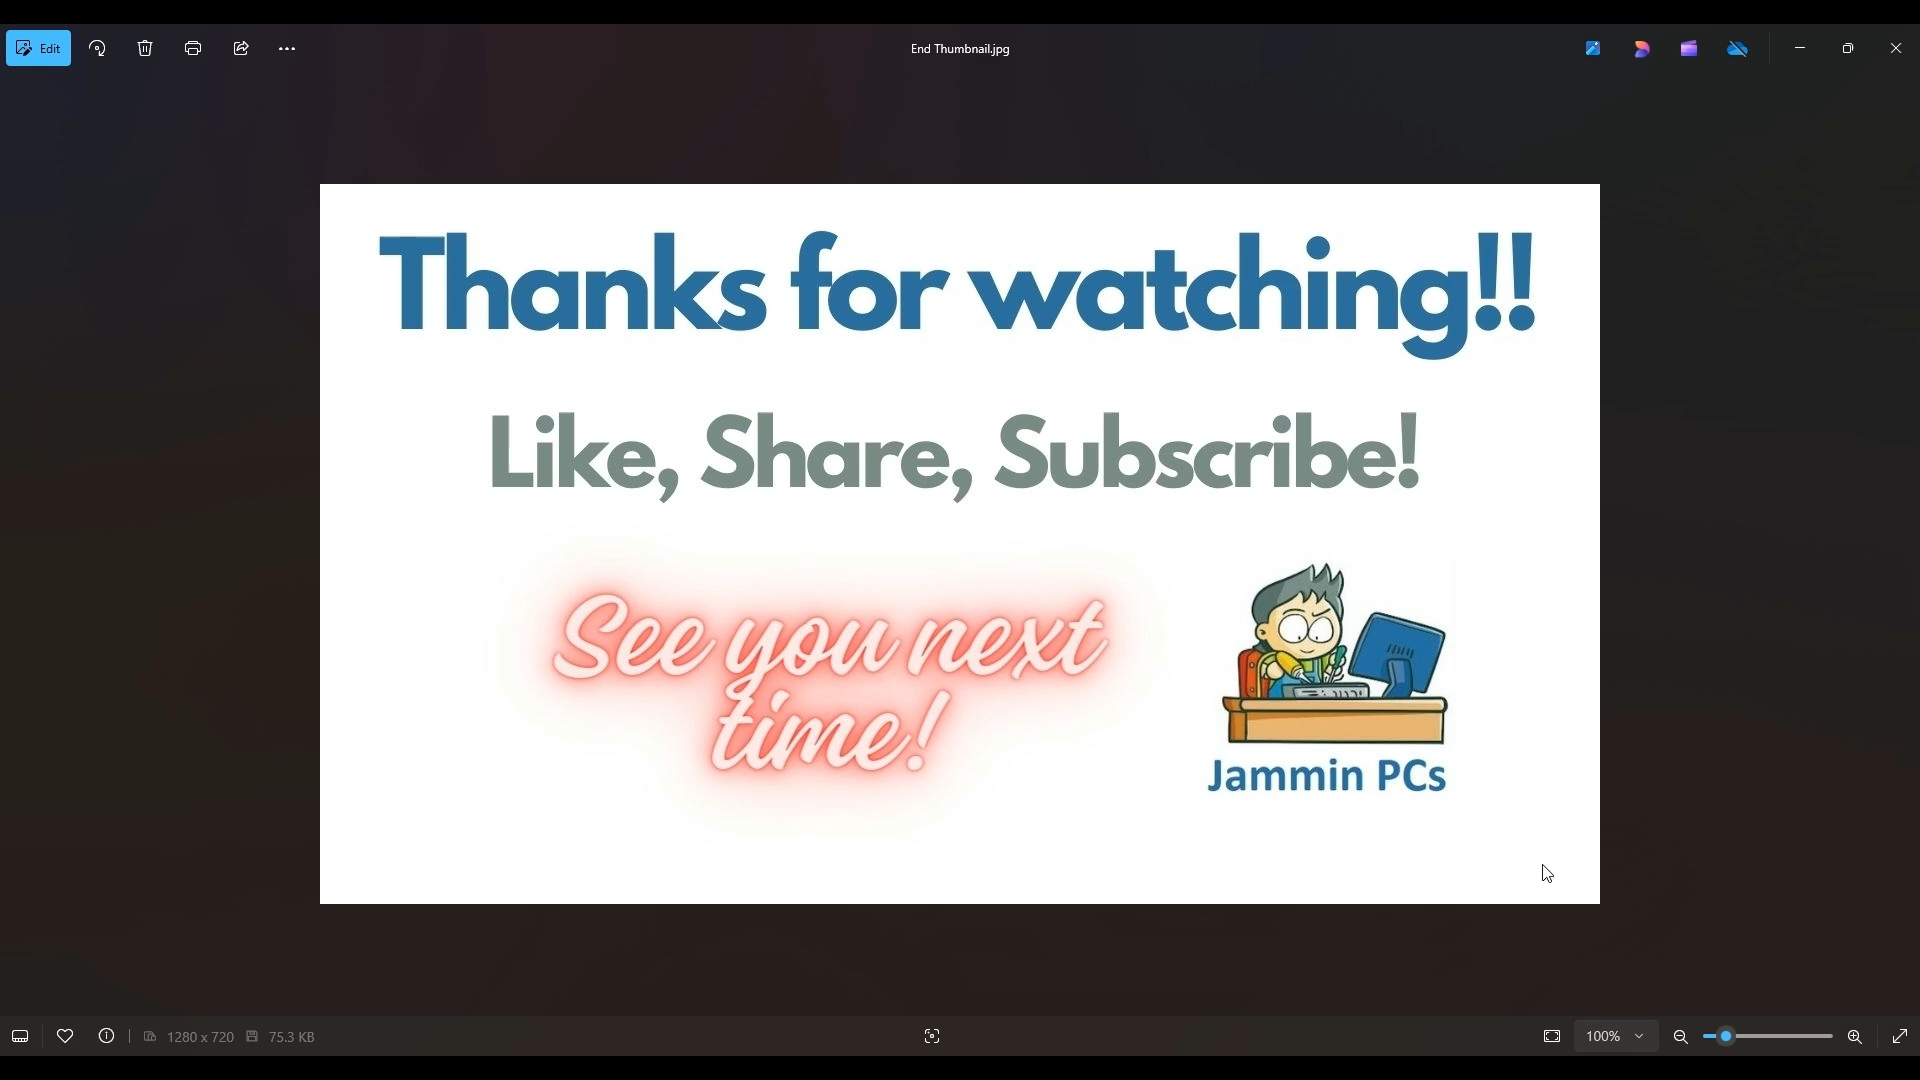 Edit
End Thumbnail.jpg
Thanks for watching!!
Like, Share, Subscribe!
See you next
time!
Jammin PCs
1280 x 720
75.3 KB
100%